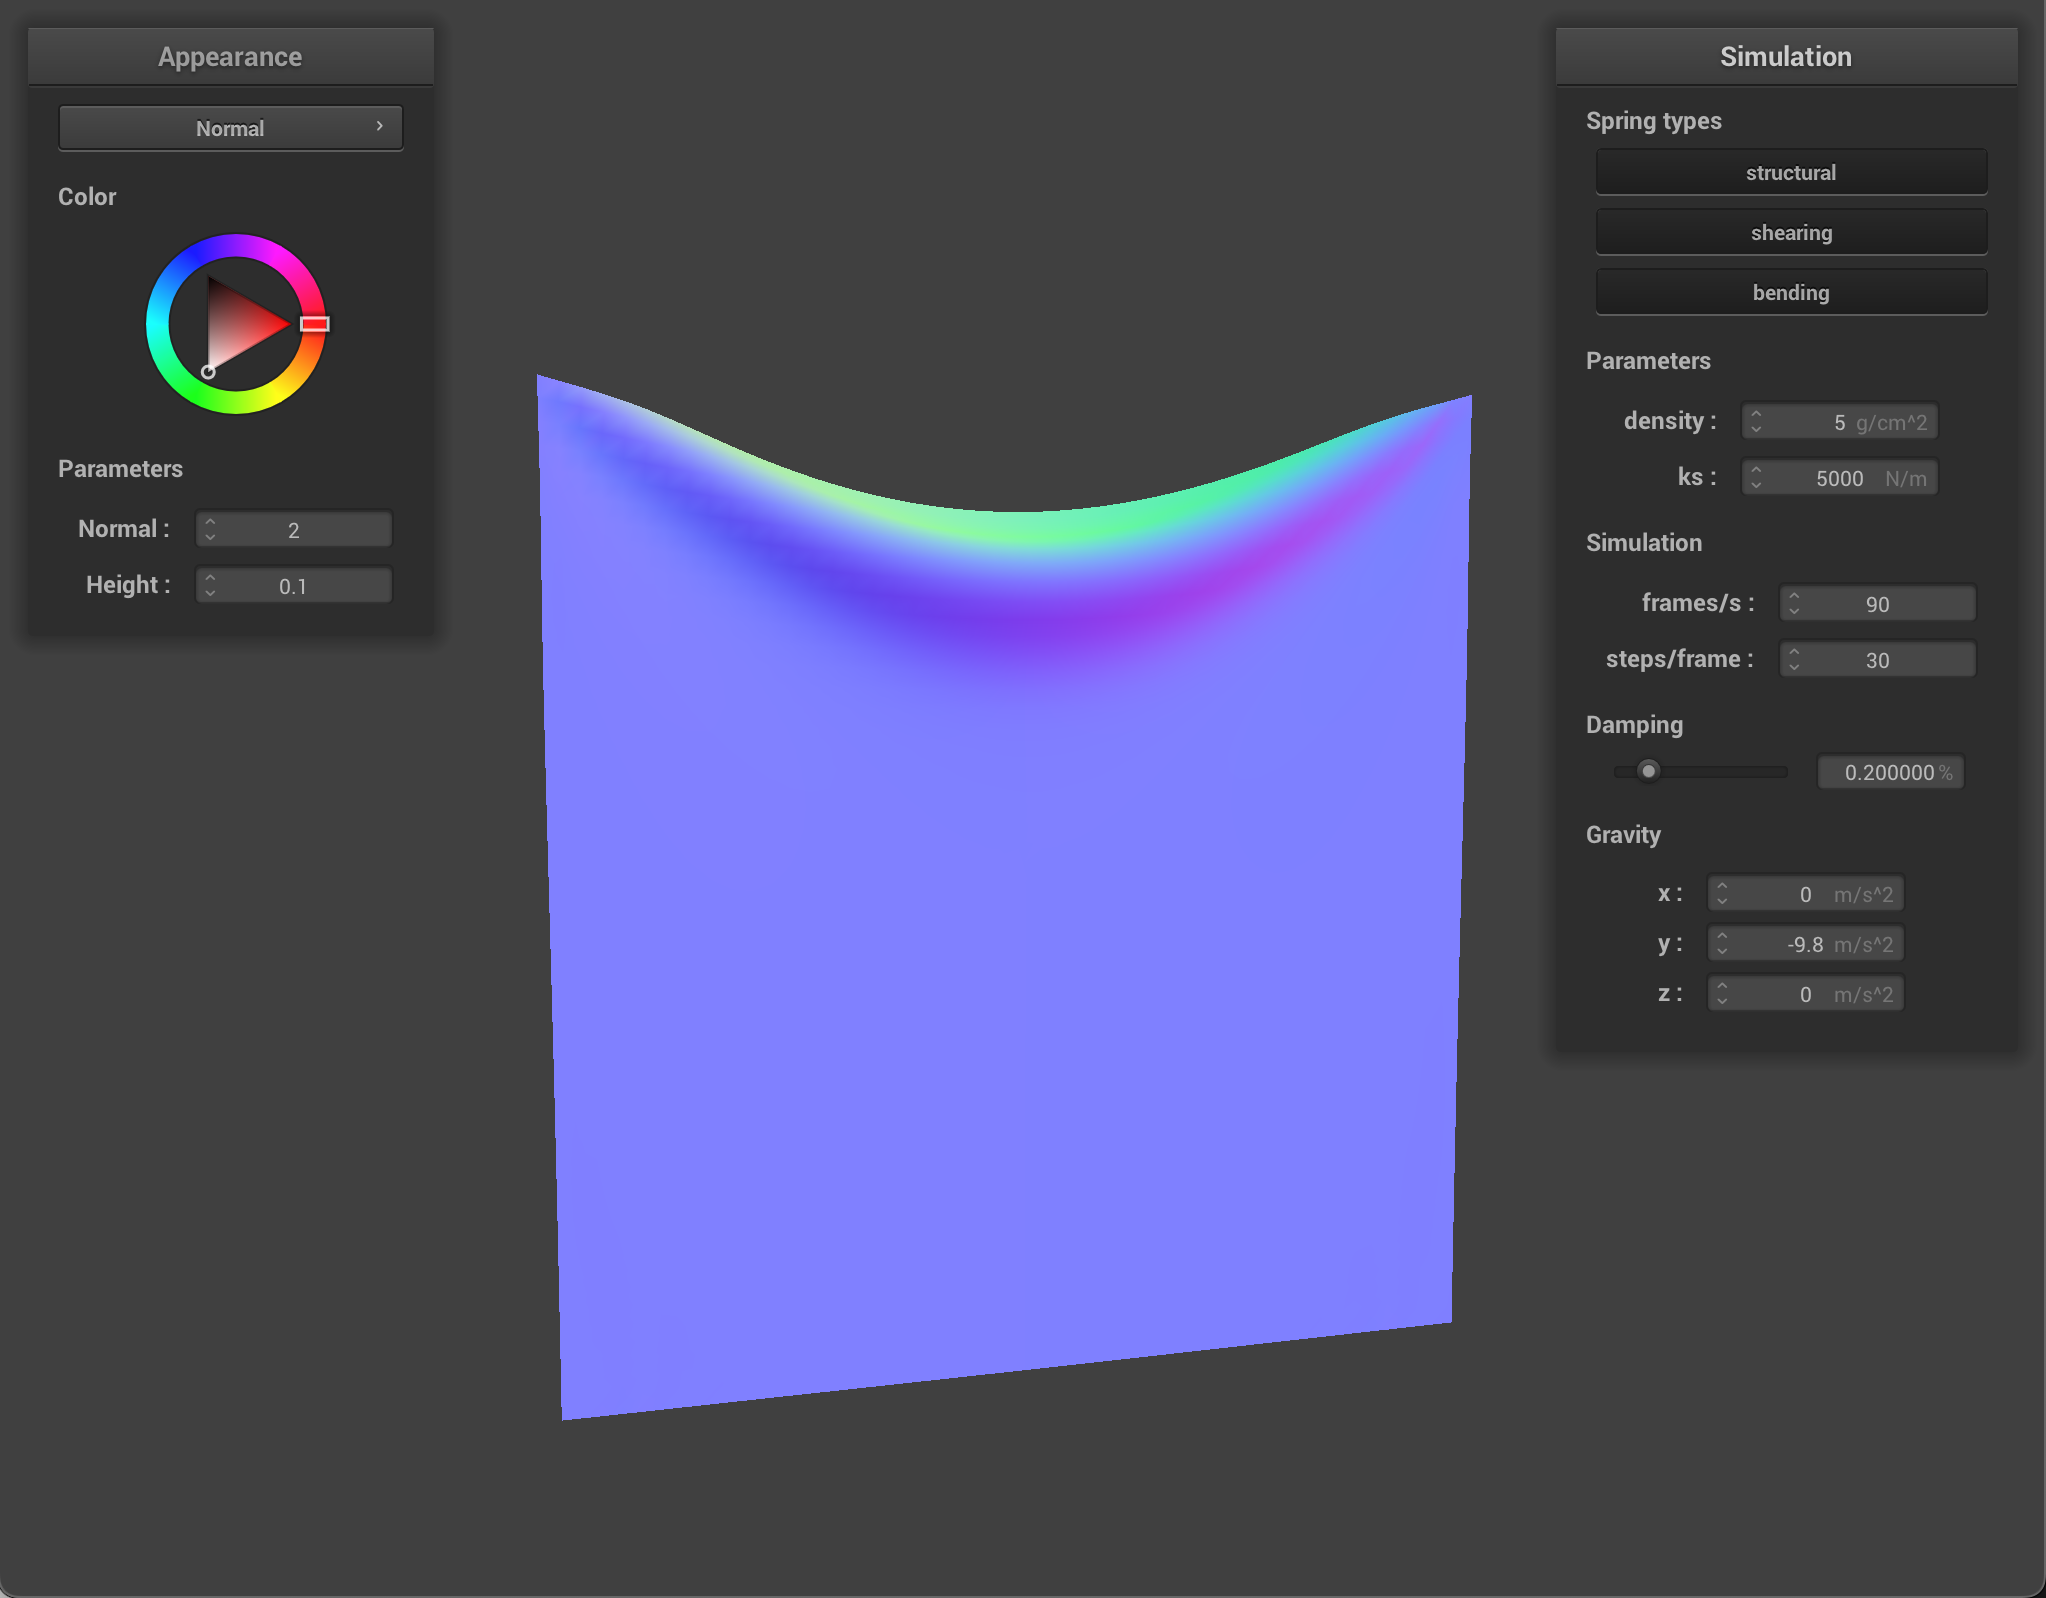 Appearance
Normal
Color
Parameters
Normal : 2
Height : 0.1
Simulation
Spring types
structural
shearing
bending
Parameters
density : 5 g/cm^2
ks : 5000 N/m
Simulation
frames/s : 90
steps/frame : 30
Damping
0.200000 %
Gravity
x : 0 m/s^2
y : -9.8 m/s^2
z : 0 m/s^2